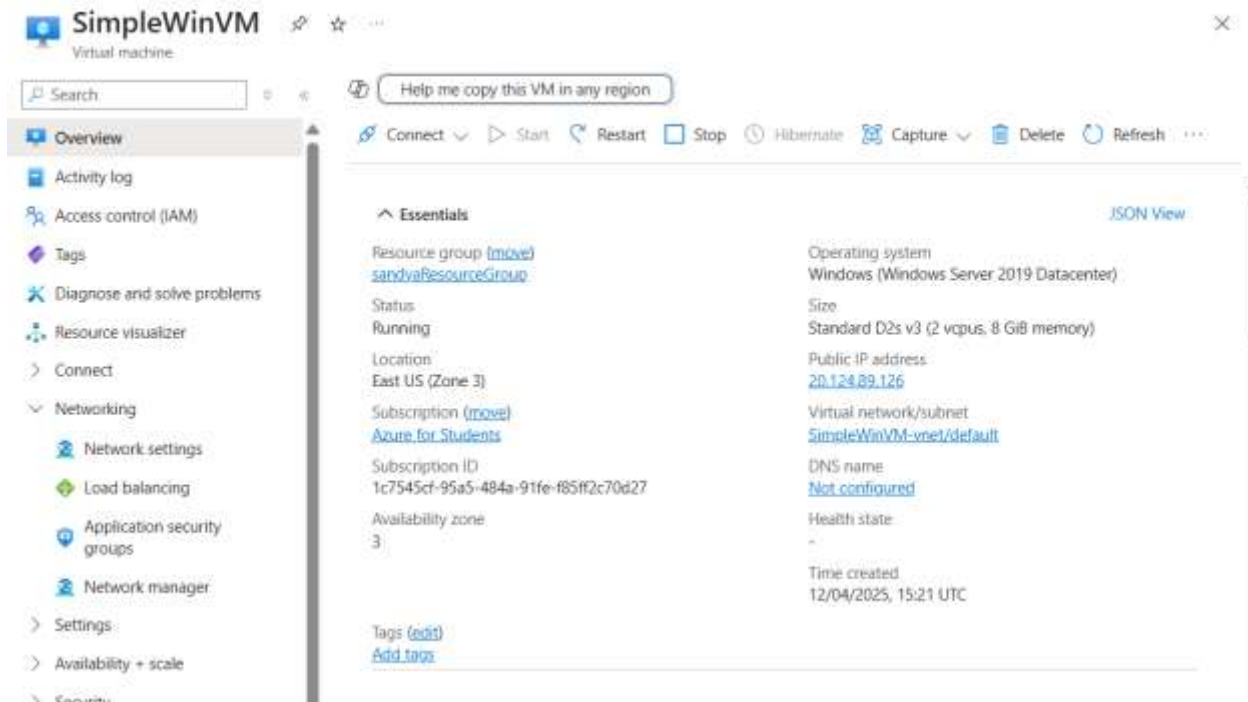 SimpleWinVM
Virtual machine
Search
Overview
Activity log
Access control (IAM)
Tags
Diagnose and solve problems
Resource visualizer
Connect
Networking
Network settings
Load balancing
Application security
groups
Network manager
Settings
Availability + scale
Security
Help me copy this VM in any region
Connect Start Restart Stop Hibernate Capture Delete Refresh
Essentials
JSON View
Resource group (move)
sandyaResourceGroup
Status
Running
Location
East US (Zone 3)
Subscription (move)
Azure for Students
Subscription ID
1c7545cf-95a5-484a-91fe-f85ff2c70d27
Availability zone
3
Operating system
Windows (Windows Server 2019 Datacenter)
Size
Standard D2s v3 (2 vcpus, 8 GiB memory)
Public IP address
20.124.89.126
Virtual network/subnet
SimpleWinVM-vnet/default
DNS name
Not configured
Health state
-
Time created
12/04/2025, 15:21 UTC
Tags (edit)
Add tags